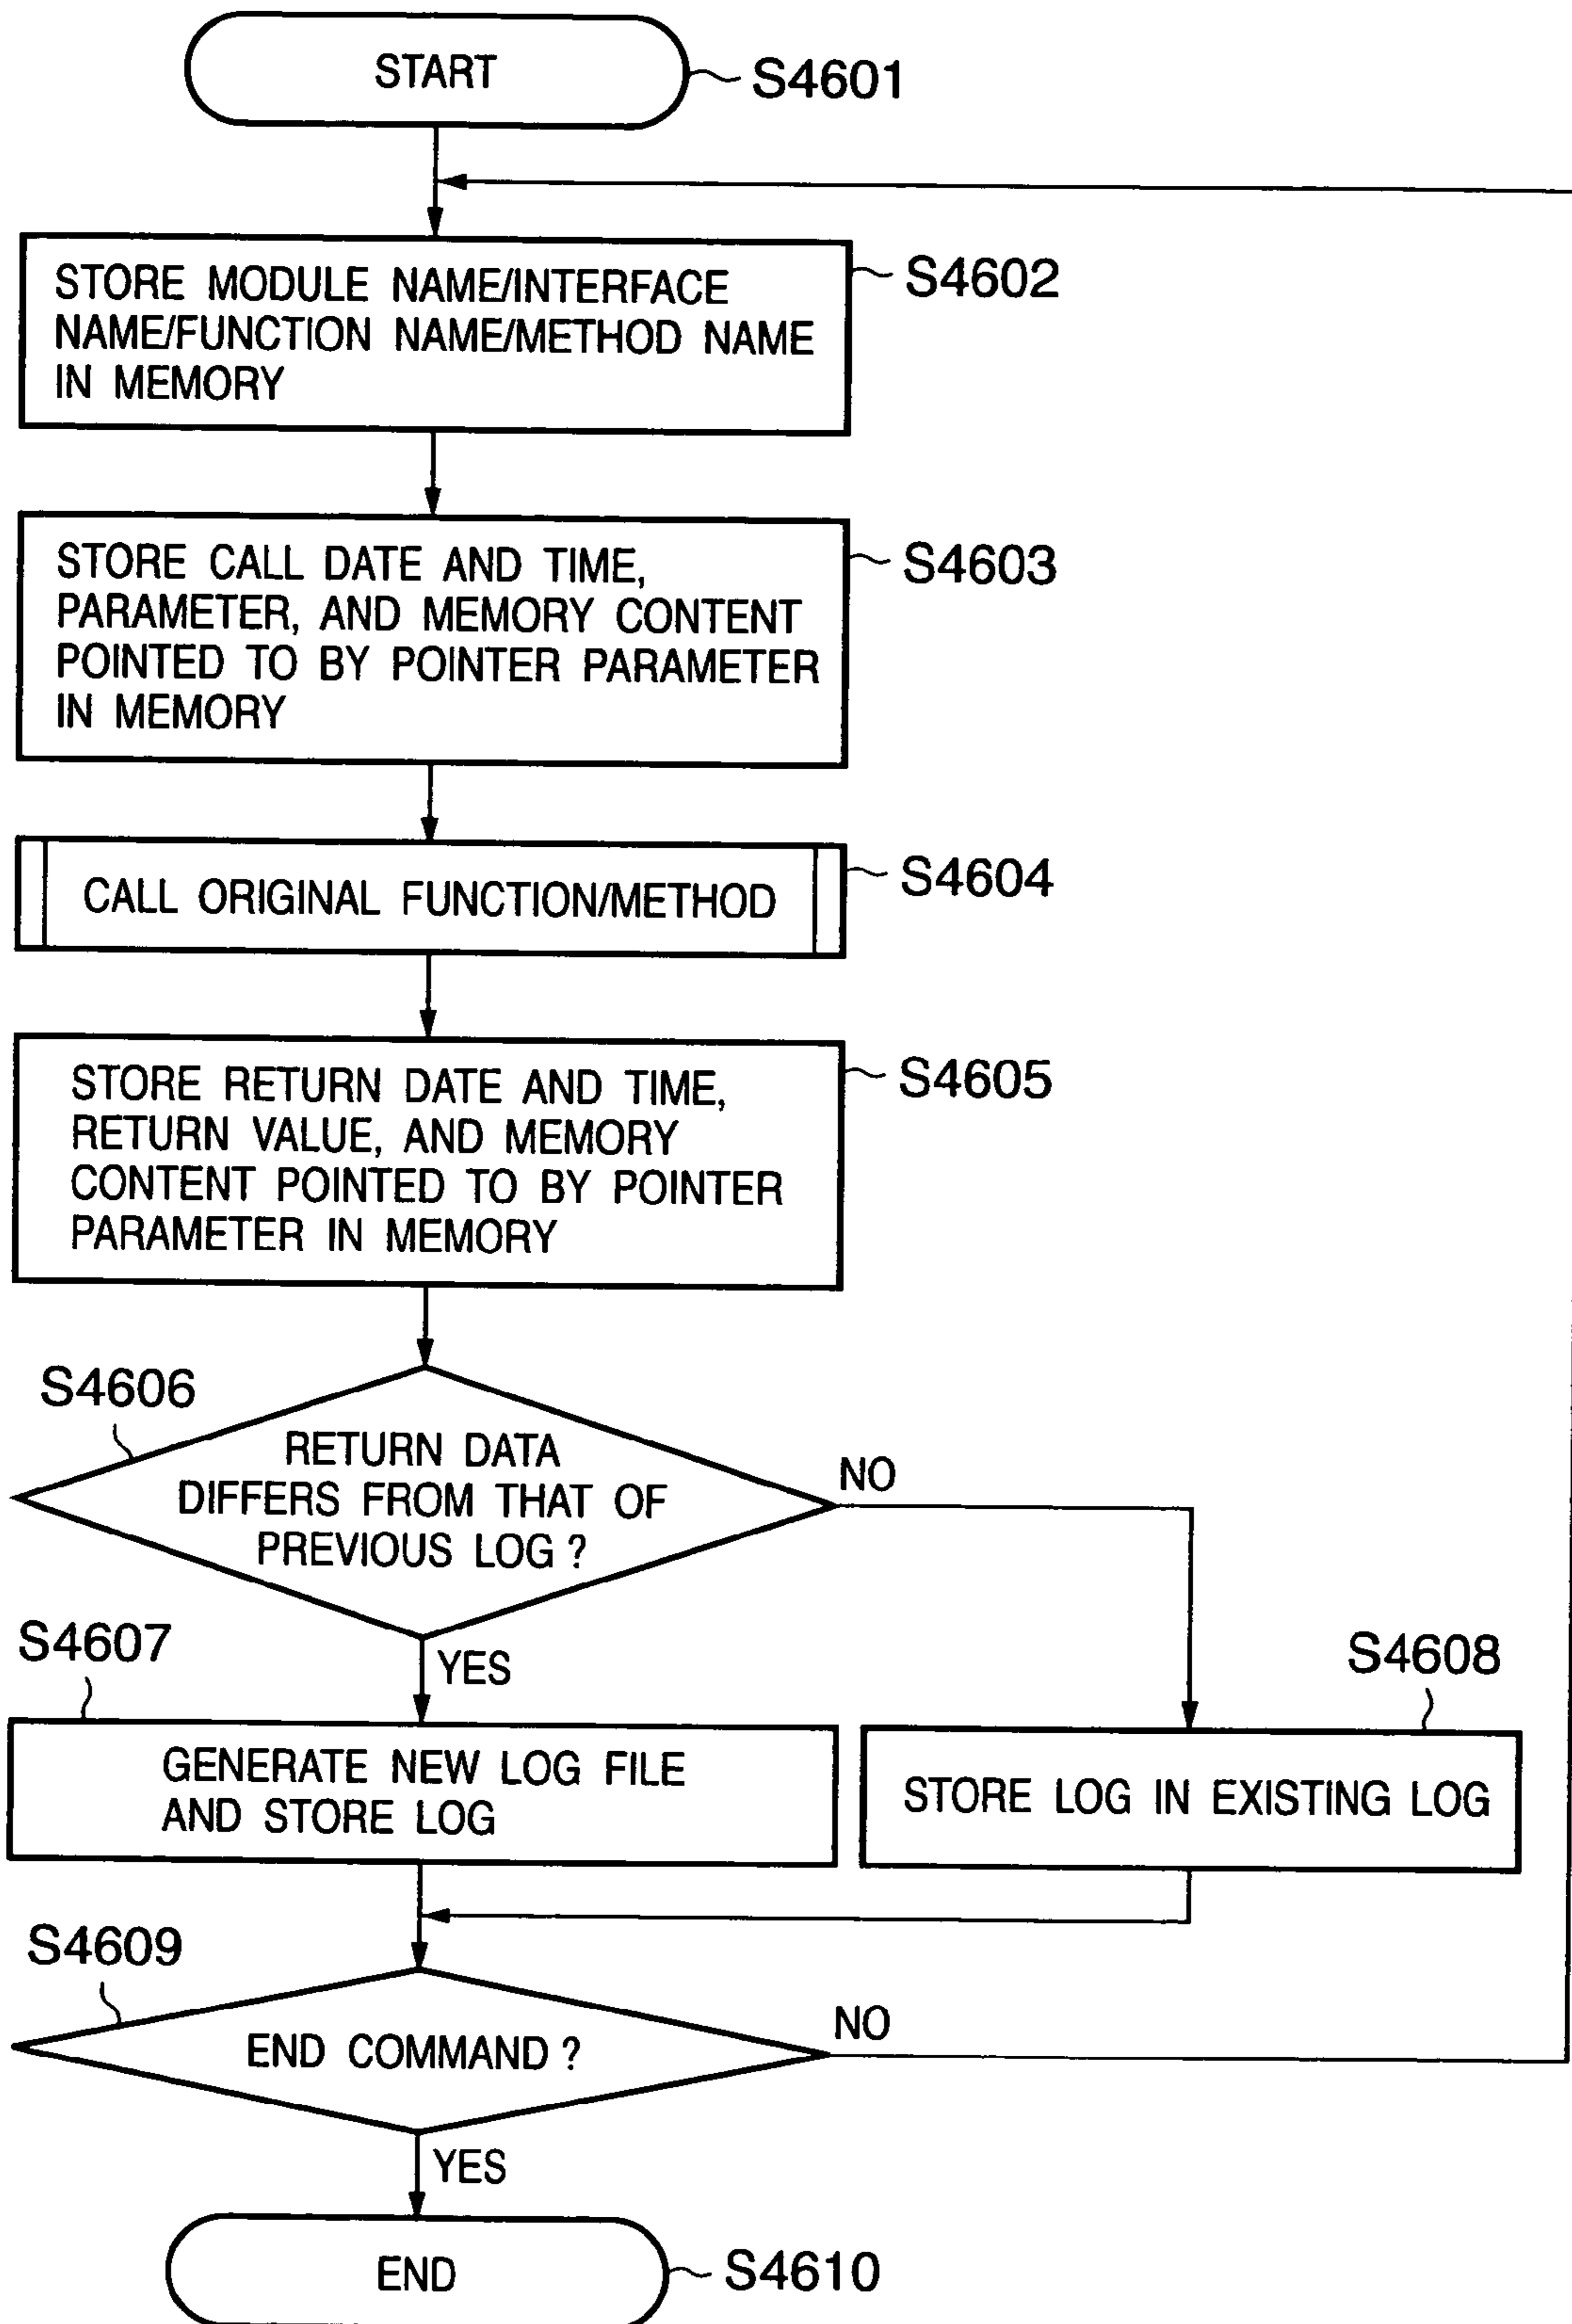 START
S4601
STORE MODULE NAME/INTERFACE
NAME/FUNCTION NAME/METHOD NAME
IN MEMORY
S4602
STORE CALL DATE AND TIME,
PARAMETER, AND MEMORY CONTENT
POINTED TO BY POINTER PARAMETER
IN MEMORY
S4603
CALL ORIGINAL FUNCTION/METHOD
S4604
STORE RETURN DATE AND TIME,
RETURN VALUE, AND MEMORY
CONTENT POINTED TO BY POINTER
PARAMETER IN MEMORY
S4605
S4606
RETURN DATA
DIFFERS FROM THAT OF
PREVIOUS LOG ?
NO
YES
S4607
GENERATE NEW LOG FILE
AND STORE LOG
S4608
STORE LOG IN EXISTING LOG
S4609
END COMMAND ?
NO
YES
END
S4610